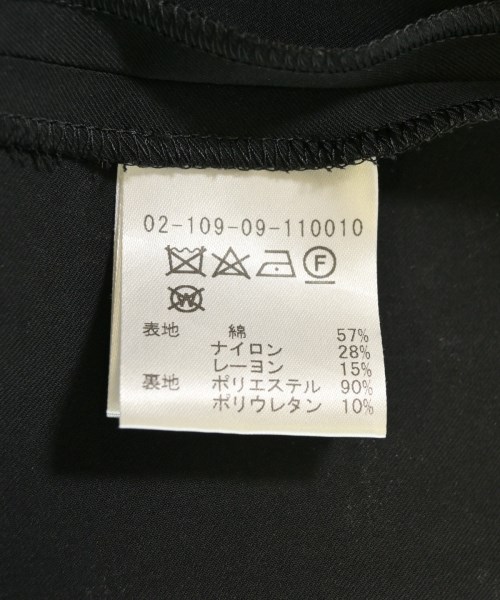 02-109-09-110010
F
W
表地 綿 57%
ナイロン 28%
レーヨン 15%
裏地 ポリエステル 90%
ポリウレタン 10%